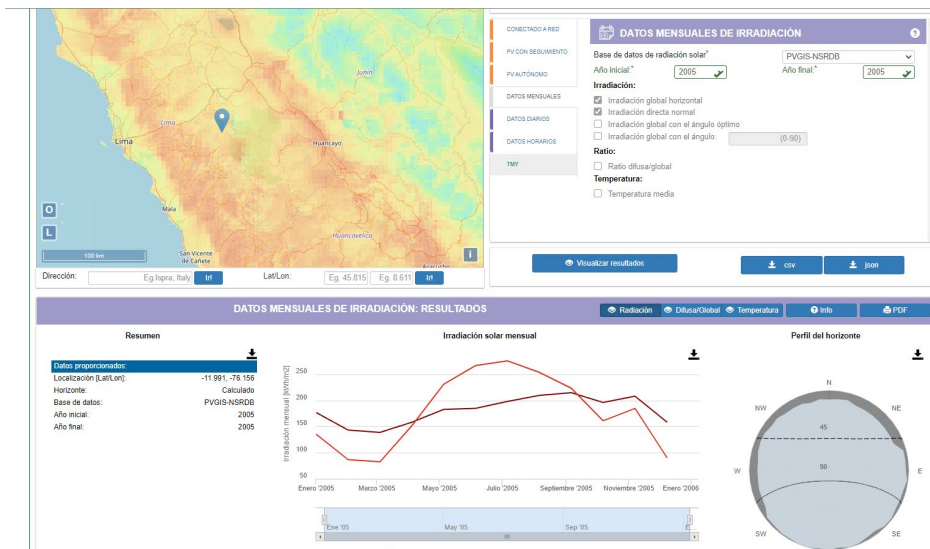 Junín
Lima
Lima
Huancayo
Mala
Huancavelica
San Vicente
de Cañete
Ayacucho
O
L
100 km
i
Dirección:
Eg.Ispra, Italy
Ir!
Lat/Lon:
Eg. 45.815
Eg. 8.611
Ir!
CONECTADO A RED
FV CON SEGUIMIENTO
FV AUTÓNOMO
DATOS MENSUALES
DATOS DIARIOS
DATOS HORARIOS
TMY
DATOS MENSUALES DE IRRADIACIÓN
?
Base de datos de radiación solar*
PVGIS-NSRDB
Año inicial:*
2005
Año final:*
2005
Irradiación:
Irradiación global horizontal
Irradiación directa normal
Irradiación global con el ángulo óptimo
Irradiación global con el ángulo:
(0-90)
Ratio:
Ratio difusa/global
Temperatura:
Temperatura media
Visualizar resultados
csv
json
DATOS MENSUALES DE IRRADIACIÓN: RESULTADOS
Radiación
Difusa/Global
Temperatura
Info
PDF
Resumen
Datos proporcionados:
Localización [Lat/Lon]: -11.991, -76.156
Horizonte: Calculado
Base de datos: PVGIS-NSRDB
Año inicial: 2005
Año final: 2005
Irradiación solar mensual
Irradiación mensual [kWh/m2]
250
200
150
100
50
Enero '2005
Marzo '2005
Mayo '2005
Julio '2005
Septiembre '2005
Noviembre '2005
Enero '2006
Ene '05
May '05
Sep '05
E…
Perfil del horizonte
N
NW
NE
45
W
90
E
SW
SE